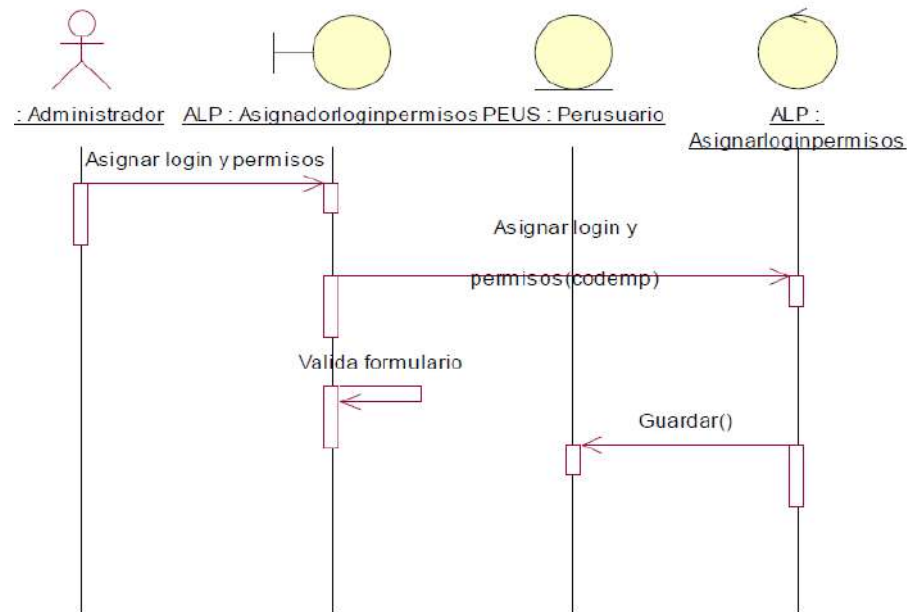 : Administrador
ALP : Asignadorloginpermisos
PEUS : Perusuario
ALP :
Asignarloginpermisos
Asignar login y permisos
Asignar login y
permisos(codemp)
Valida formulario
Guardar()